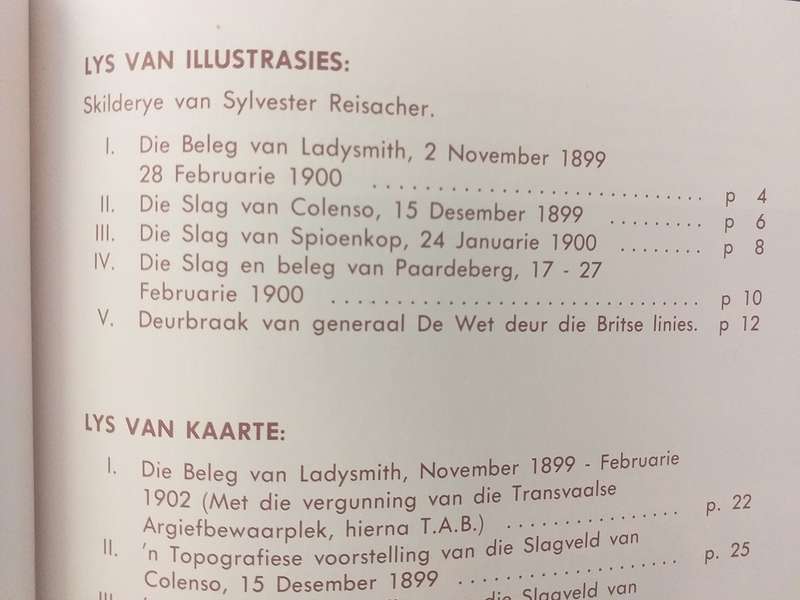 LYS VAN ILLUSTRASIES:
Skilderye van Sylvester Reisacher.
I. Die Beleg van Ladysmith, 2 November 1899
28 Februarie 1900 ................................ p 4
II. Die Slag van Colenso, 15 Desember 1899 ......... p 6
III. Die Slag van Spioenkop, 24 Januarie 1900 ........ p 8
IV. Die Slag en beleg van Paardeberg, 17 - 27
Februarie 1900 .................................. p 10
V. Deurbraak van generaal De Wet deur die Britse linies. p 12
LYS VAN KAARTE:
I. Die Beleg van Ladysmith, November 1899 - Februarie
1902 (Met die vergunning van die Transvaalse
Argiefbewaarplek, hierna T.A.B.) ................ p. 22
II. 'n Topografiese voorstelling van die Slagveld van
Colenso, 15 Desember 1899 ..................... p. 25
III. van die Slagveld van